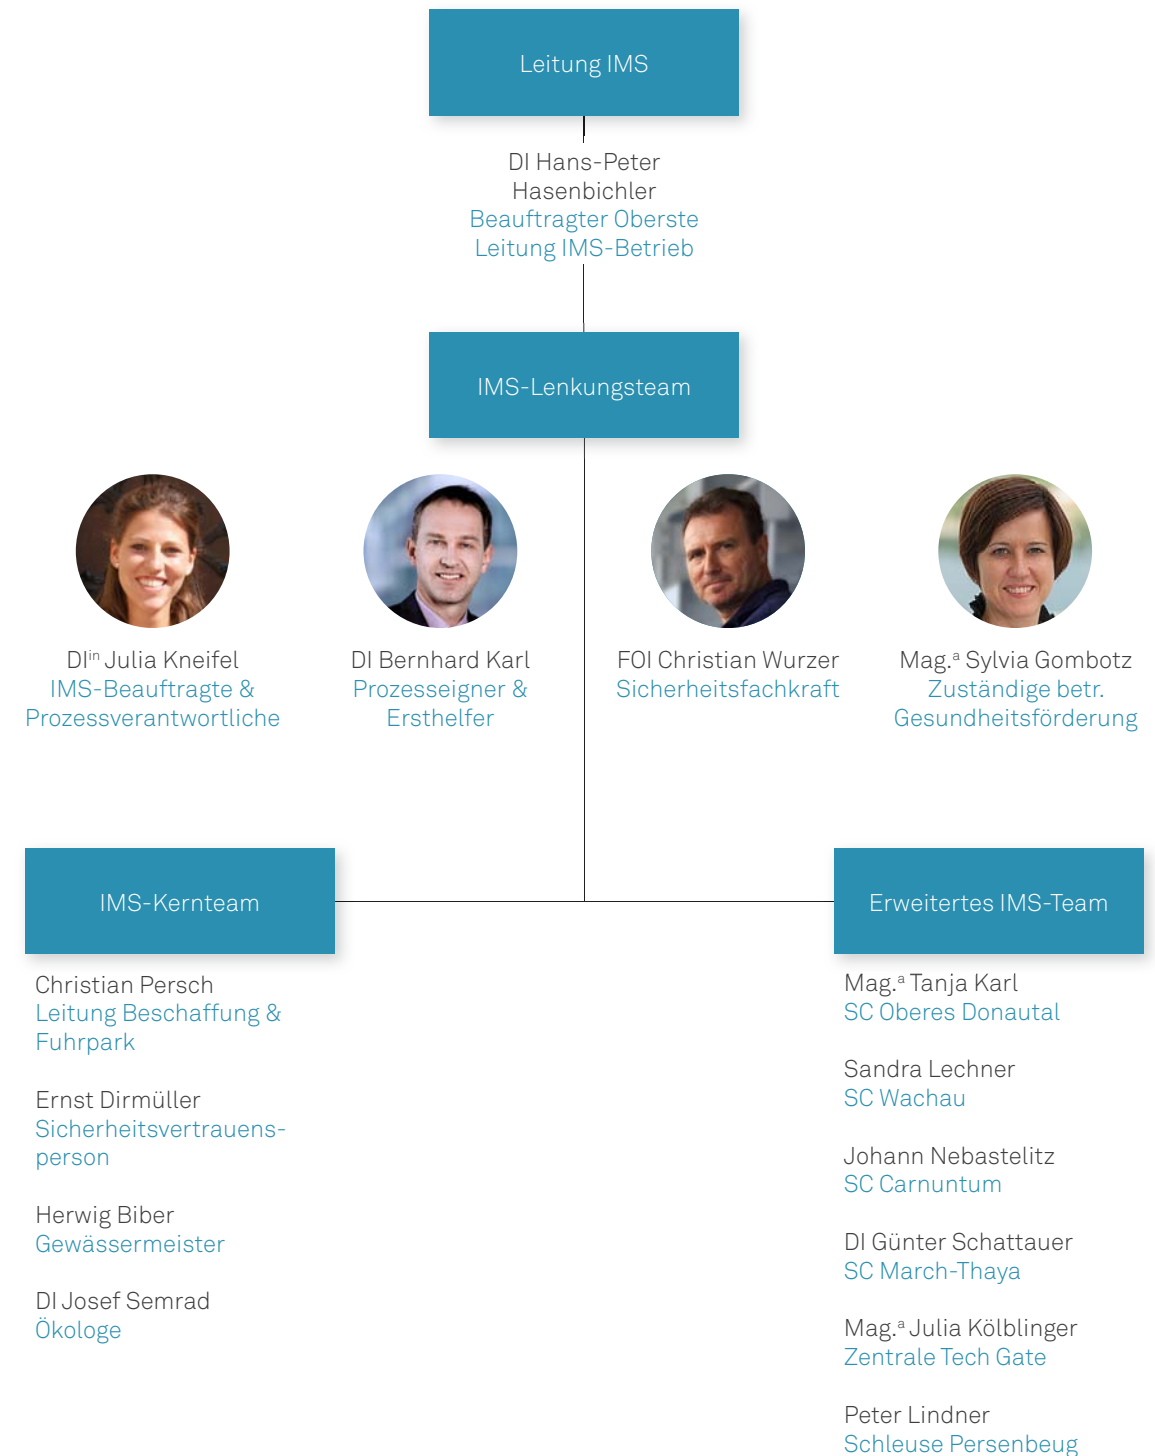 Leitung IMS
DI Hans-Peter
Hasenbichler
Beauftragter Oberste
Leitung IMS-Betrieb
IMS-Lenkungsteam
DIin Julia Kneifel
IMS-Beauftragte &
Prozessverantwortliche
DI Bernhard Karl
Prozesseigner &
Ersthelfer
FOI Christian Wurzer
Sicherheitsfachkraft
Mag.a Sylvia Gombotz
Zuständige betr.
Gesundheitsförderung
IMS-Kernteam
Christian Persch
Leitung Beschaffung &
Fuhrpark
Ernst Dirmüller
Sicherheitsvertrauens-
person
Herwig Biber
Gewässermeister
DI Josef Semrad
Ökologe
Erweitertes IMS-Team
Mag.a Tanja Karl
SC Oberes Donautal
Sandra Lechner
SC Wachau
Johann Nebastelitz
SC Carnuntum
DI Günter Schattauer
SC March-Thaya
Mag.a Julia Kölblinger
Zentrale Tech Gate
Peter Lindner
Schleuse Persenbeug